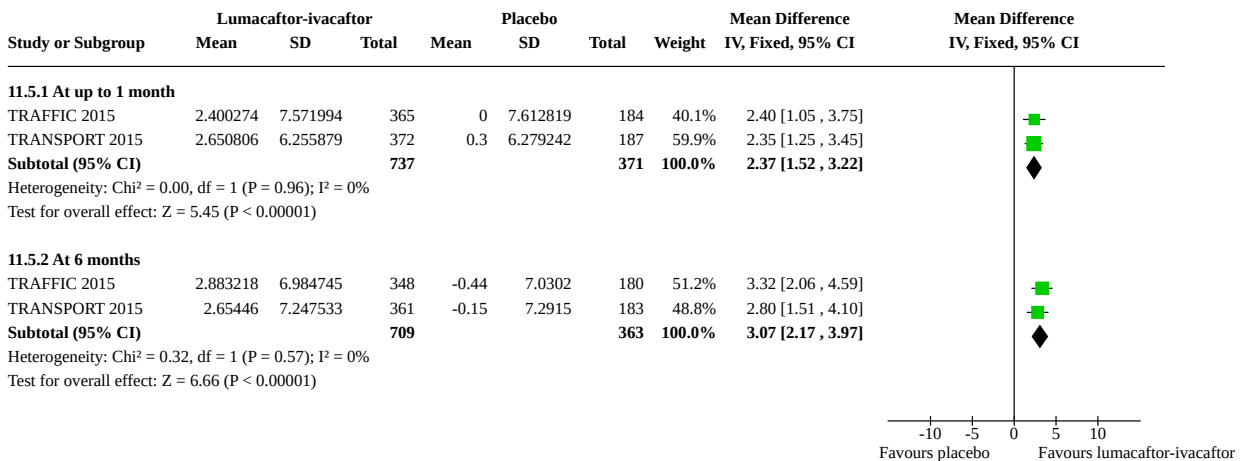 Lumacaftor-ivacaftor Placebo Mean Difference Mean Difference
Study or Subgroup Mean SD Total Mean SD Total Weight IV, Fixed, 95% CI IV, Fixed, 95% CI
11.5.1 At up to 1 month
TRAFFIC 2015 2.400274 7.571994 365 0 7.612819 184 40.1% 2.40 [1.05 , 3.75]
TRANSPORT 2015 2.650806 6.255879 372 0.3 6.279242 187 59.9% 2.35 [1.25 , 3.45]
Subtotal (95% CI) 737 371 100.0% 2.37 [1.52 , 3.22]
Heterogeneity: Chi² = 0.00, df = 1 (P = 0.96); I² = 0%
Test for overall effect: Z = 5.45 (P < 0.00001)
11.5.2 At 6 months
TRAFFIC 2015 2.883218 6.984745 348 -0.44 7.0302 180 51.2% 3.32 [2.06 , 4.59]
TRANSPORT 2015 2.65446 7.247533 361 -0.15 7.2915 183 48.8% 2.80 [1.51 , 4.10]
Subtotal (95% CI) 709 363 100.0% 3.07 [2.17 , 3.97]
Heterogeneity: Chi² = 0.32, df = 1 (P = 0.57); I² = 0%
Test for overall effect: Z = 6.66 (P < 0.00001)
-10 -5 0 5 10
Favours placebo Favours lumacaftor-ivacaftor